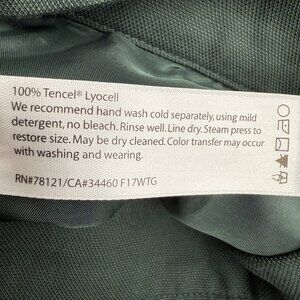 100% Tencel® Lyocell
We recommend hand wash cold separately, using mild
detergent, no bleach. Rinse well. Line dry. Steam press to
restore size. May be dry cleaned. Color transfer may occur
with washing and wearing.
RN#78121/CA#34460 F17WTG